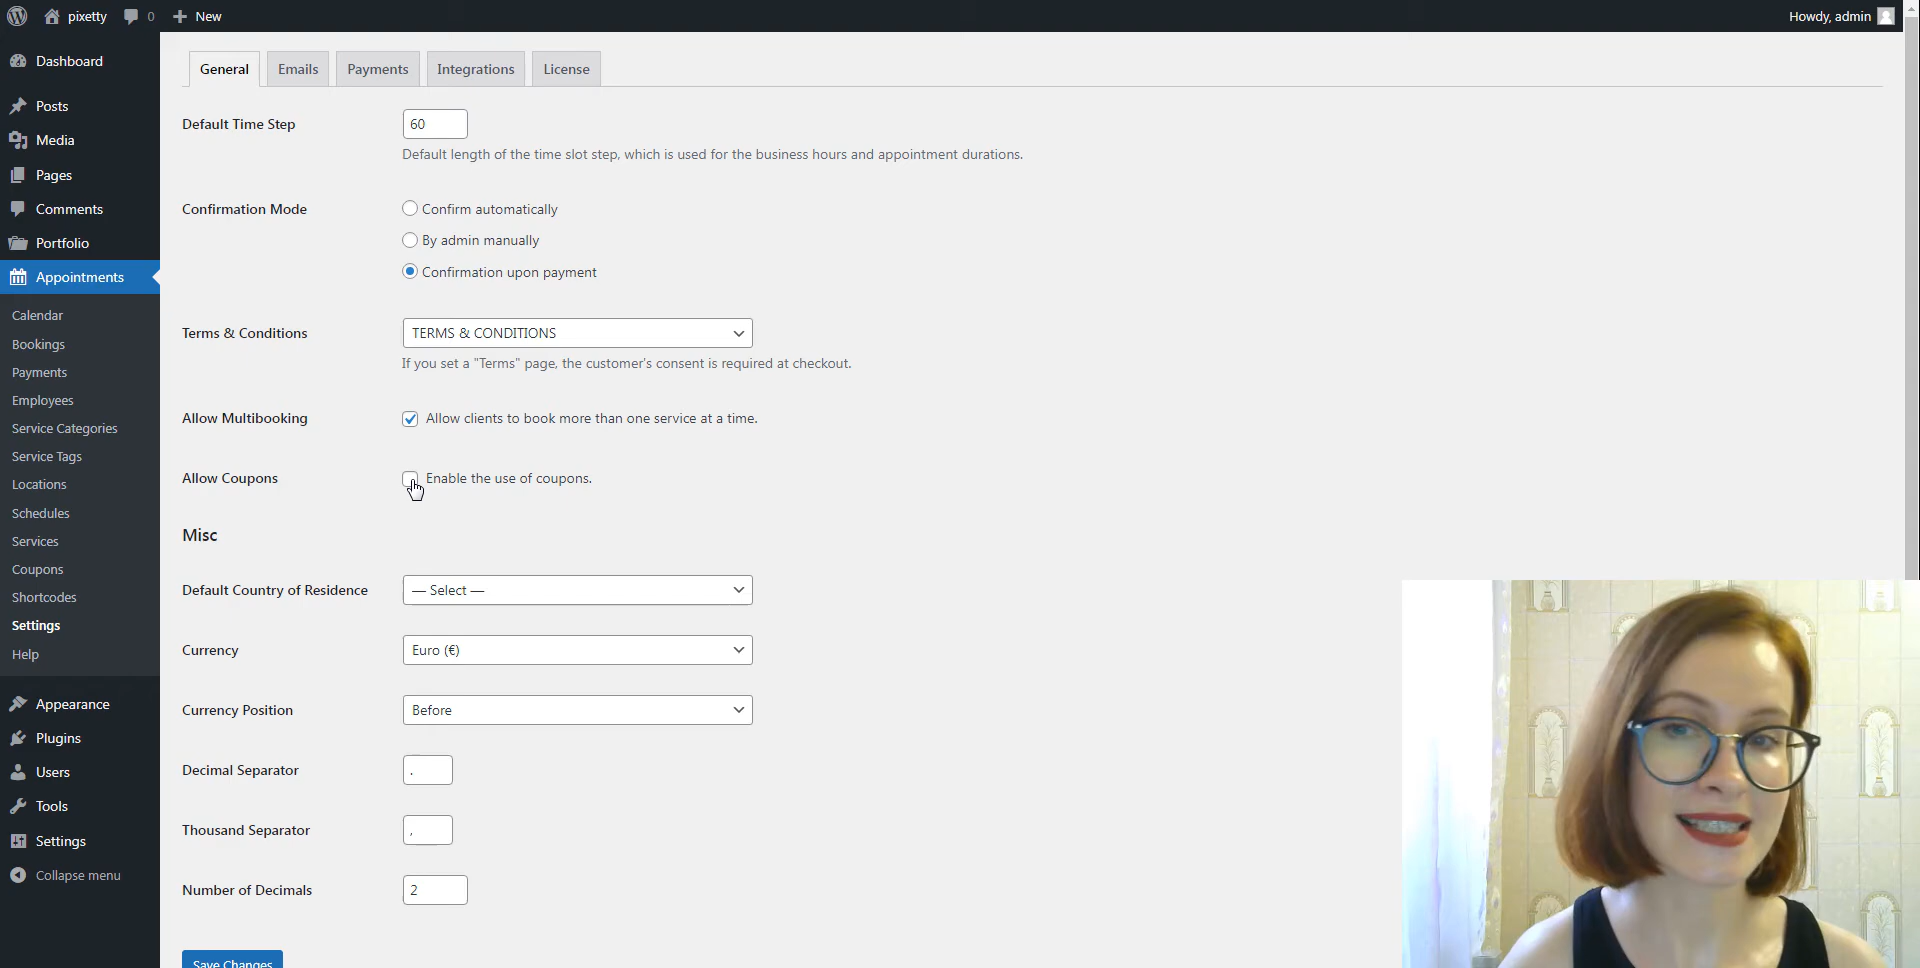 pixetty
0
New
Howdy, admin
Dashboard
Posts
Media
Pages
Comments
Portfolio
Appointments
Calendar
Bookings
Payments
Employees
Service Categories
Service Tags
Locations
Schedules
Services
Coupons
Shortcodes
Settings
Help
Appearance
Plugins
Users
Tools
Settings
Collapse menu
General
Emails
Payments
Integrations
License
Default Time Step
60
Default length of the time slot step, which is used for the business hours and appointment durations.
Confirmation Mode
Confirm automatically
By admin manually
Confirmation upon payment
Terms & Conditions
TERMS & CONDITIONS
If you set a "Terms" page, the customer's consent is required at checkout.
Allow Multibooking
Allow clients to book more than one service at a time.
Allow Coupons
Enable the use of coupons.
Misc
Default Country of Residence
— Select —
Currency
Euro (€)
Currency Position
Before
Decimal Separator
.
Thousand Separator
,
Number of Decimals
2
Save Changes